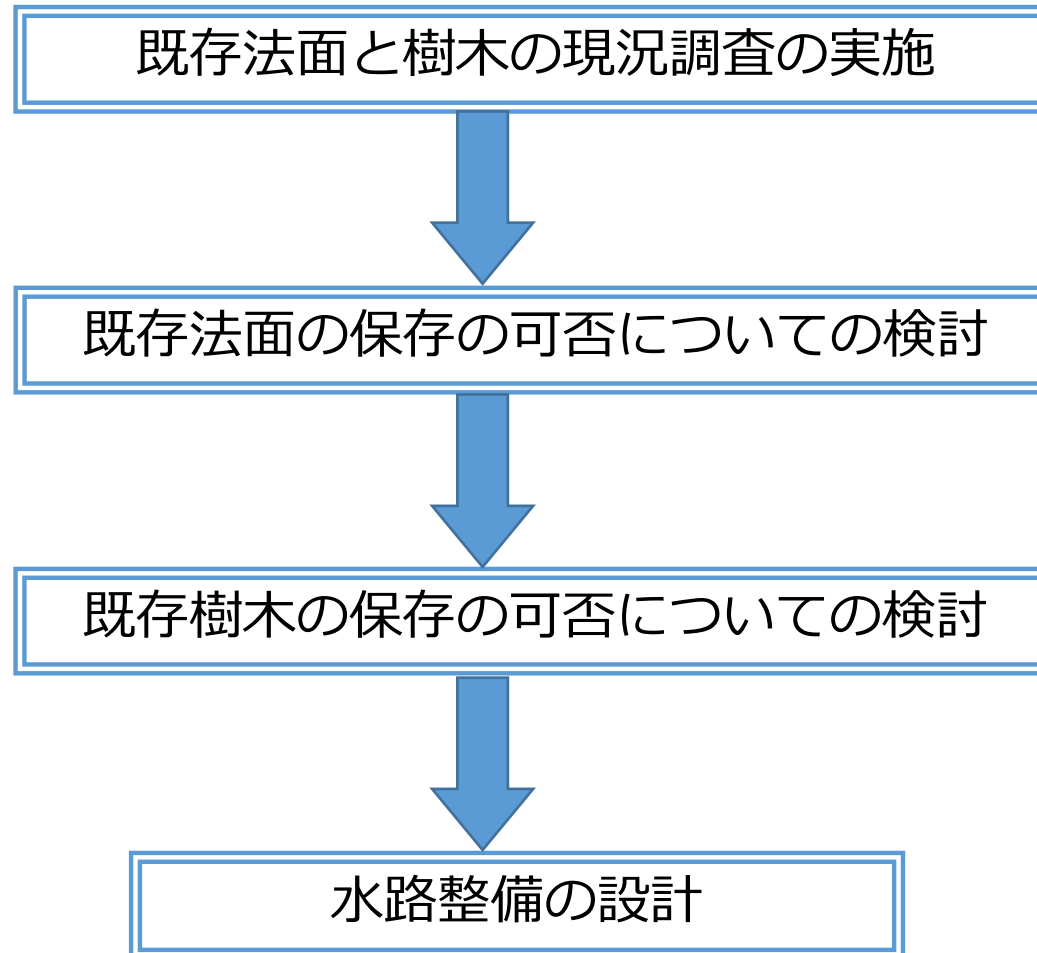 既存法面と樹木の現況調査の実施
既存法面の保存の可否についての検討
既存樹木の保存の可否についての検討
水路整備の設計